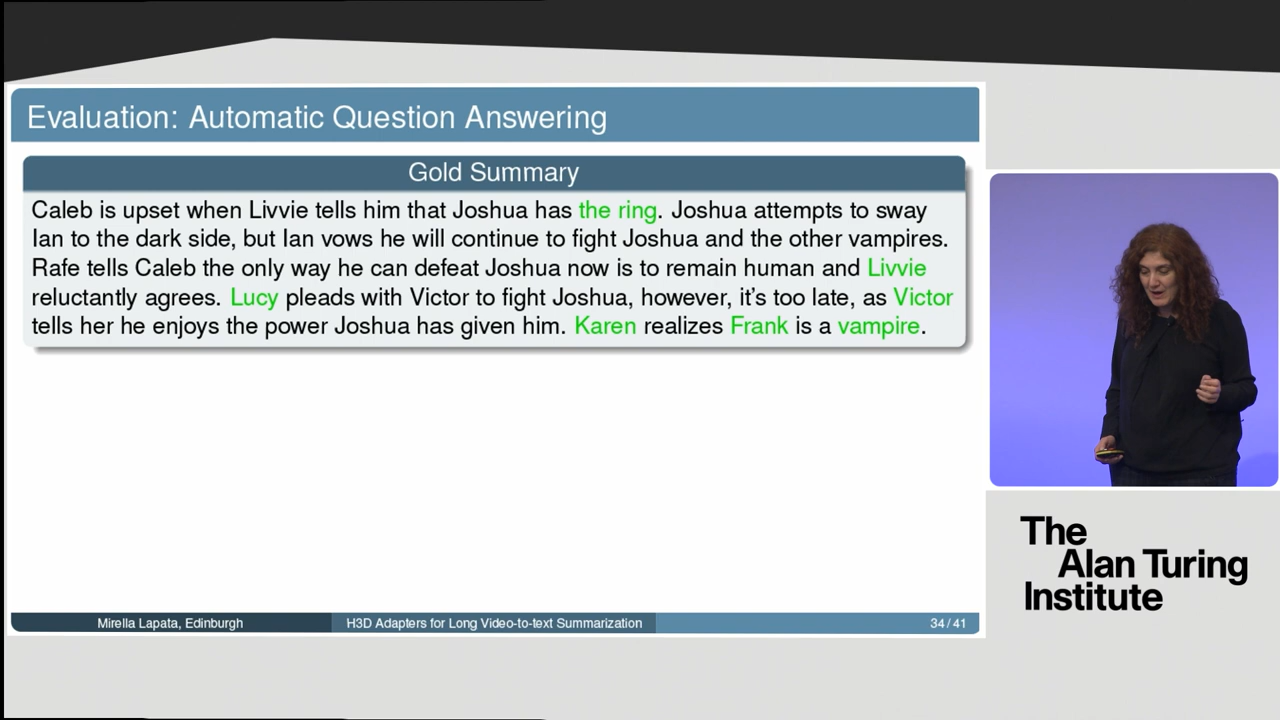 Evaluation: Automatic Question Answering
Gold Summary
Caleb is upset when Livvie tells him that Joshua has the ring. Joshua attempts to sway
Ian to the dark side, but Ian vows he will continue to fight Joshua and the other vampires.
Rafe tells Caleb the only way he can defeat Joshua now is to remain human and Livvie
reluctantly agrees. Lucy pleads with Victor to fight Joshua, however, it's too late, as Victor
tells her he enjoys the power Joshua has given him. Karen realizes Frank is a vampire.
Mirella Lapata, Edinburgh
H3D Adapters for Long Video-to-text Summarization
34 / 41
The
Alan Turing
Institute